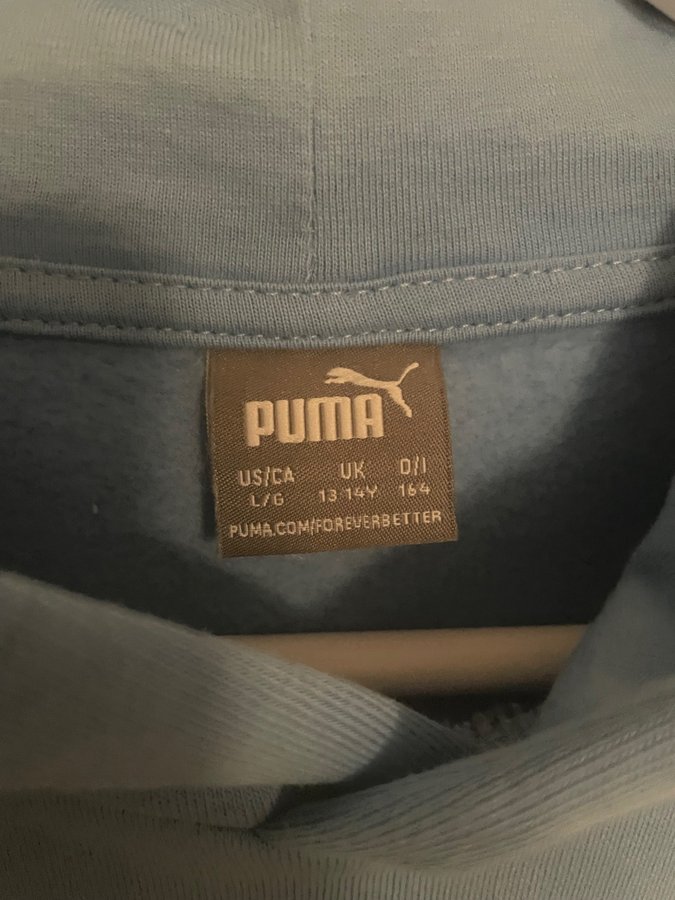 PUMA
US/CA UK D/I
L/G 13 14Y 164
PUMA.COM/FOREVERBETTER